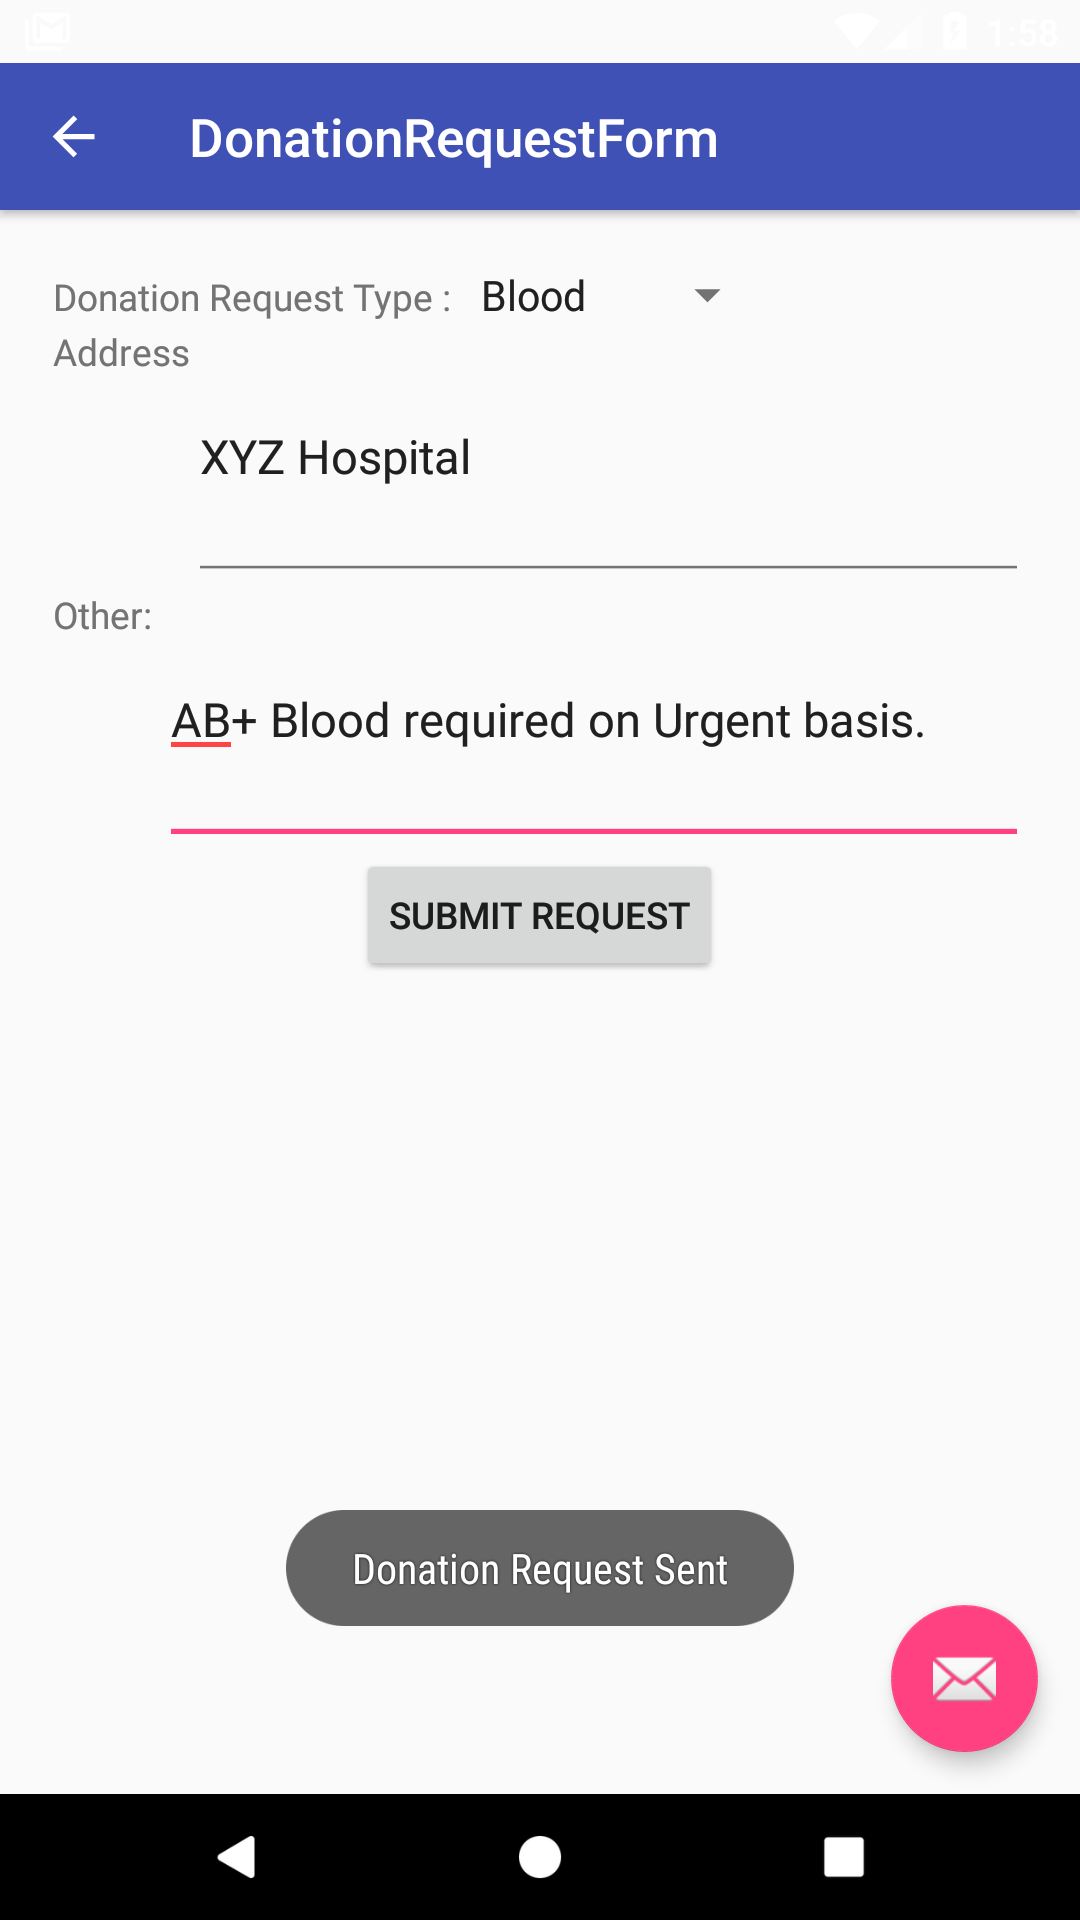 1:58
DonationRequestForm
Donation Request Type : Blood
Address
XYZ Hospital
Other:
AB+ Blood required on Urgent basis.
SUBMIT REQUEST
Donation Request Sent